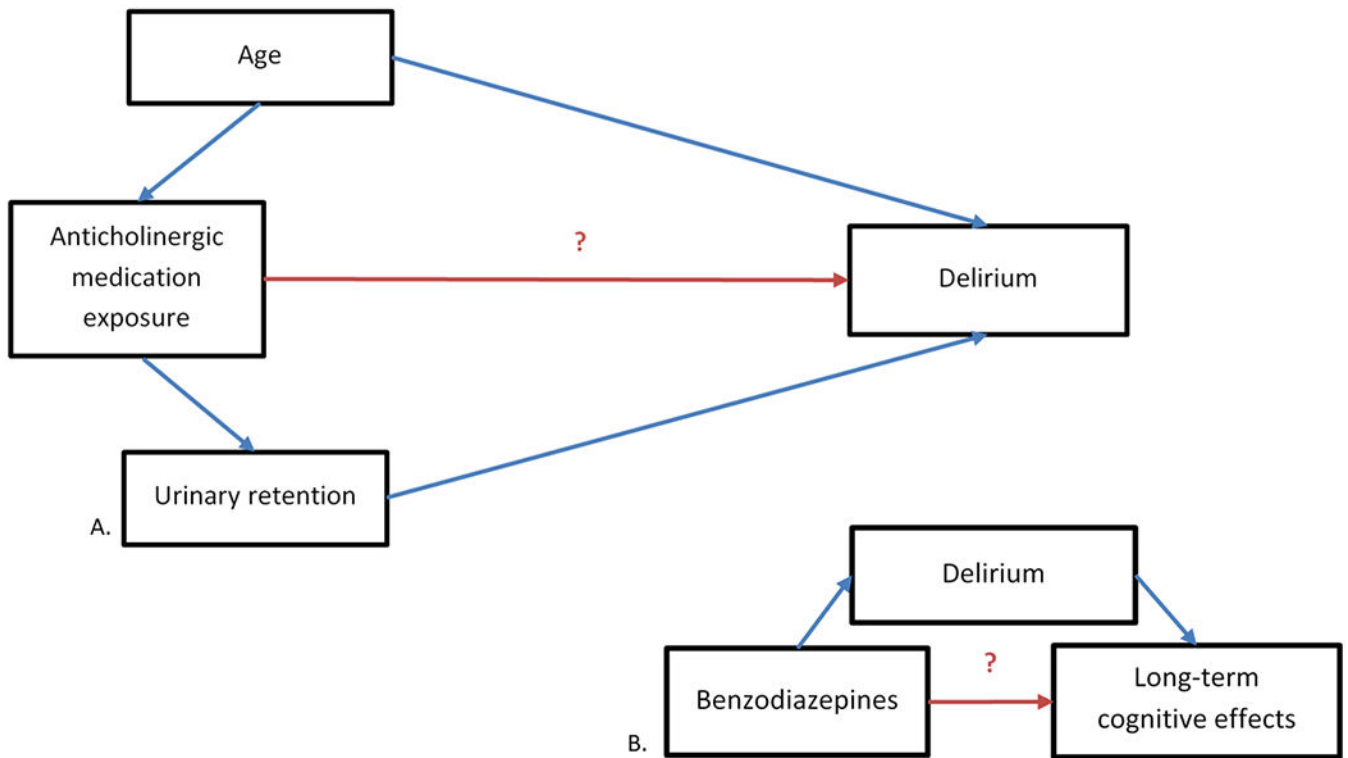 Age
Anticholinergic
medication
exposure
?
Delirium
Urinary retention
A.
Delirium
Benzodiazepines
?
Long-term
cognitive effects
B.